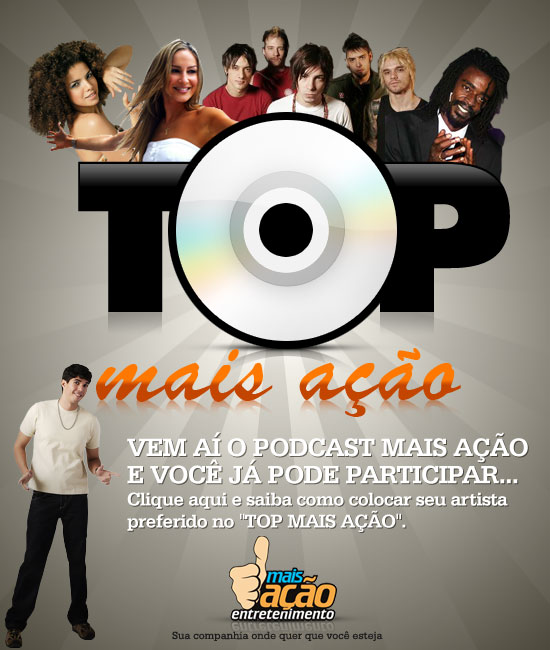 TOP
mais ação
VEM AÍ O PODCAST MAIS AÇÃO
E VOCÊ JÁ PODE PARTICIPAR...
Clique aqui e saiba como colocar seu artista
preferido no "TOP MAIS AÇÃO".
mais
ação
entretenimento
Sua companhia onde quer que você esteja